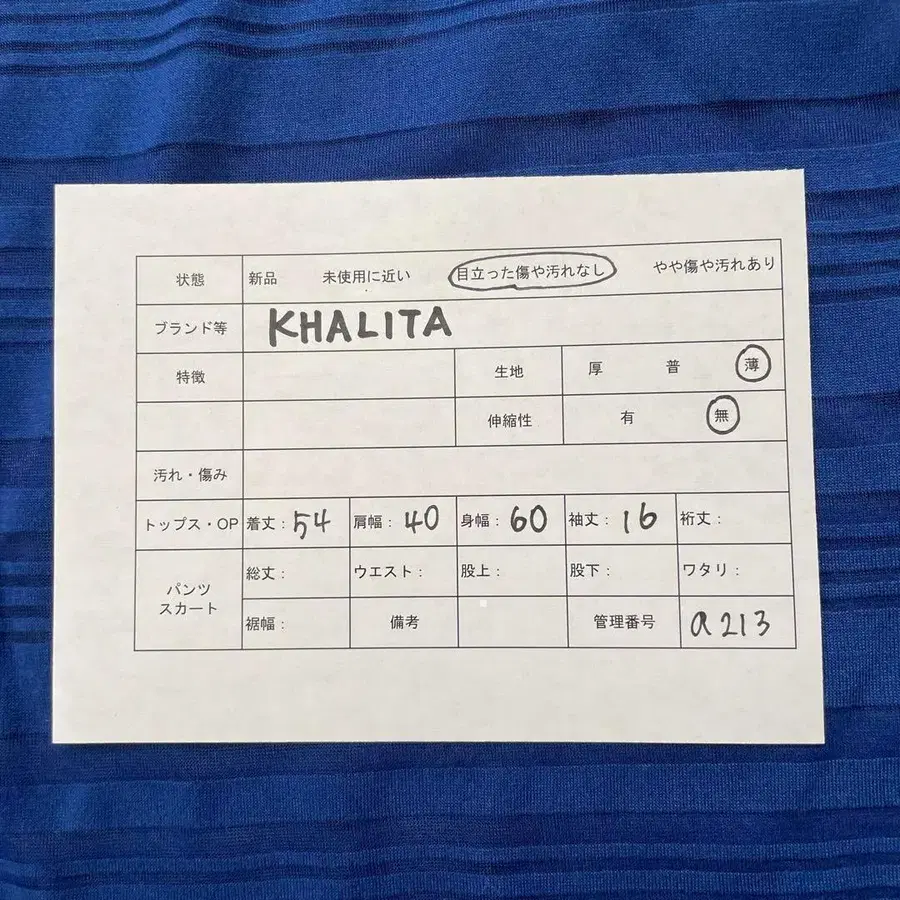 状態 新品 未使用に近い 目立った傷や汚れなし やや傷や汚れあり
ブランド等 KHALITA
特徴 生地 厚 普 薄
伸縮性 有 無
汚れ・傷み
トップス・OP 着丈：54 肩幅：40 身幅：60 袖丈：16 裄丈：
パンツ スカート 総丈： ウエスト： 股上： 股下： ワタリ：
裾幅： 備考 管理番号 a213